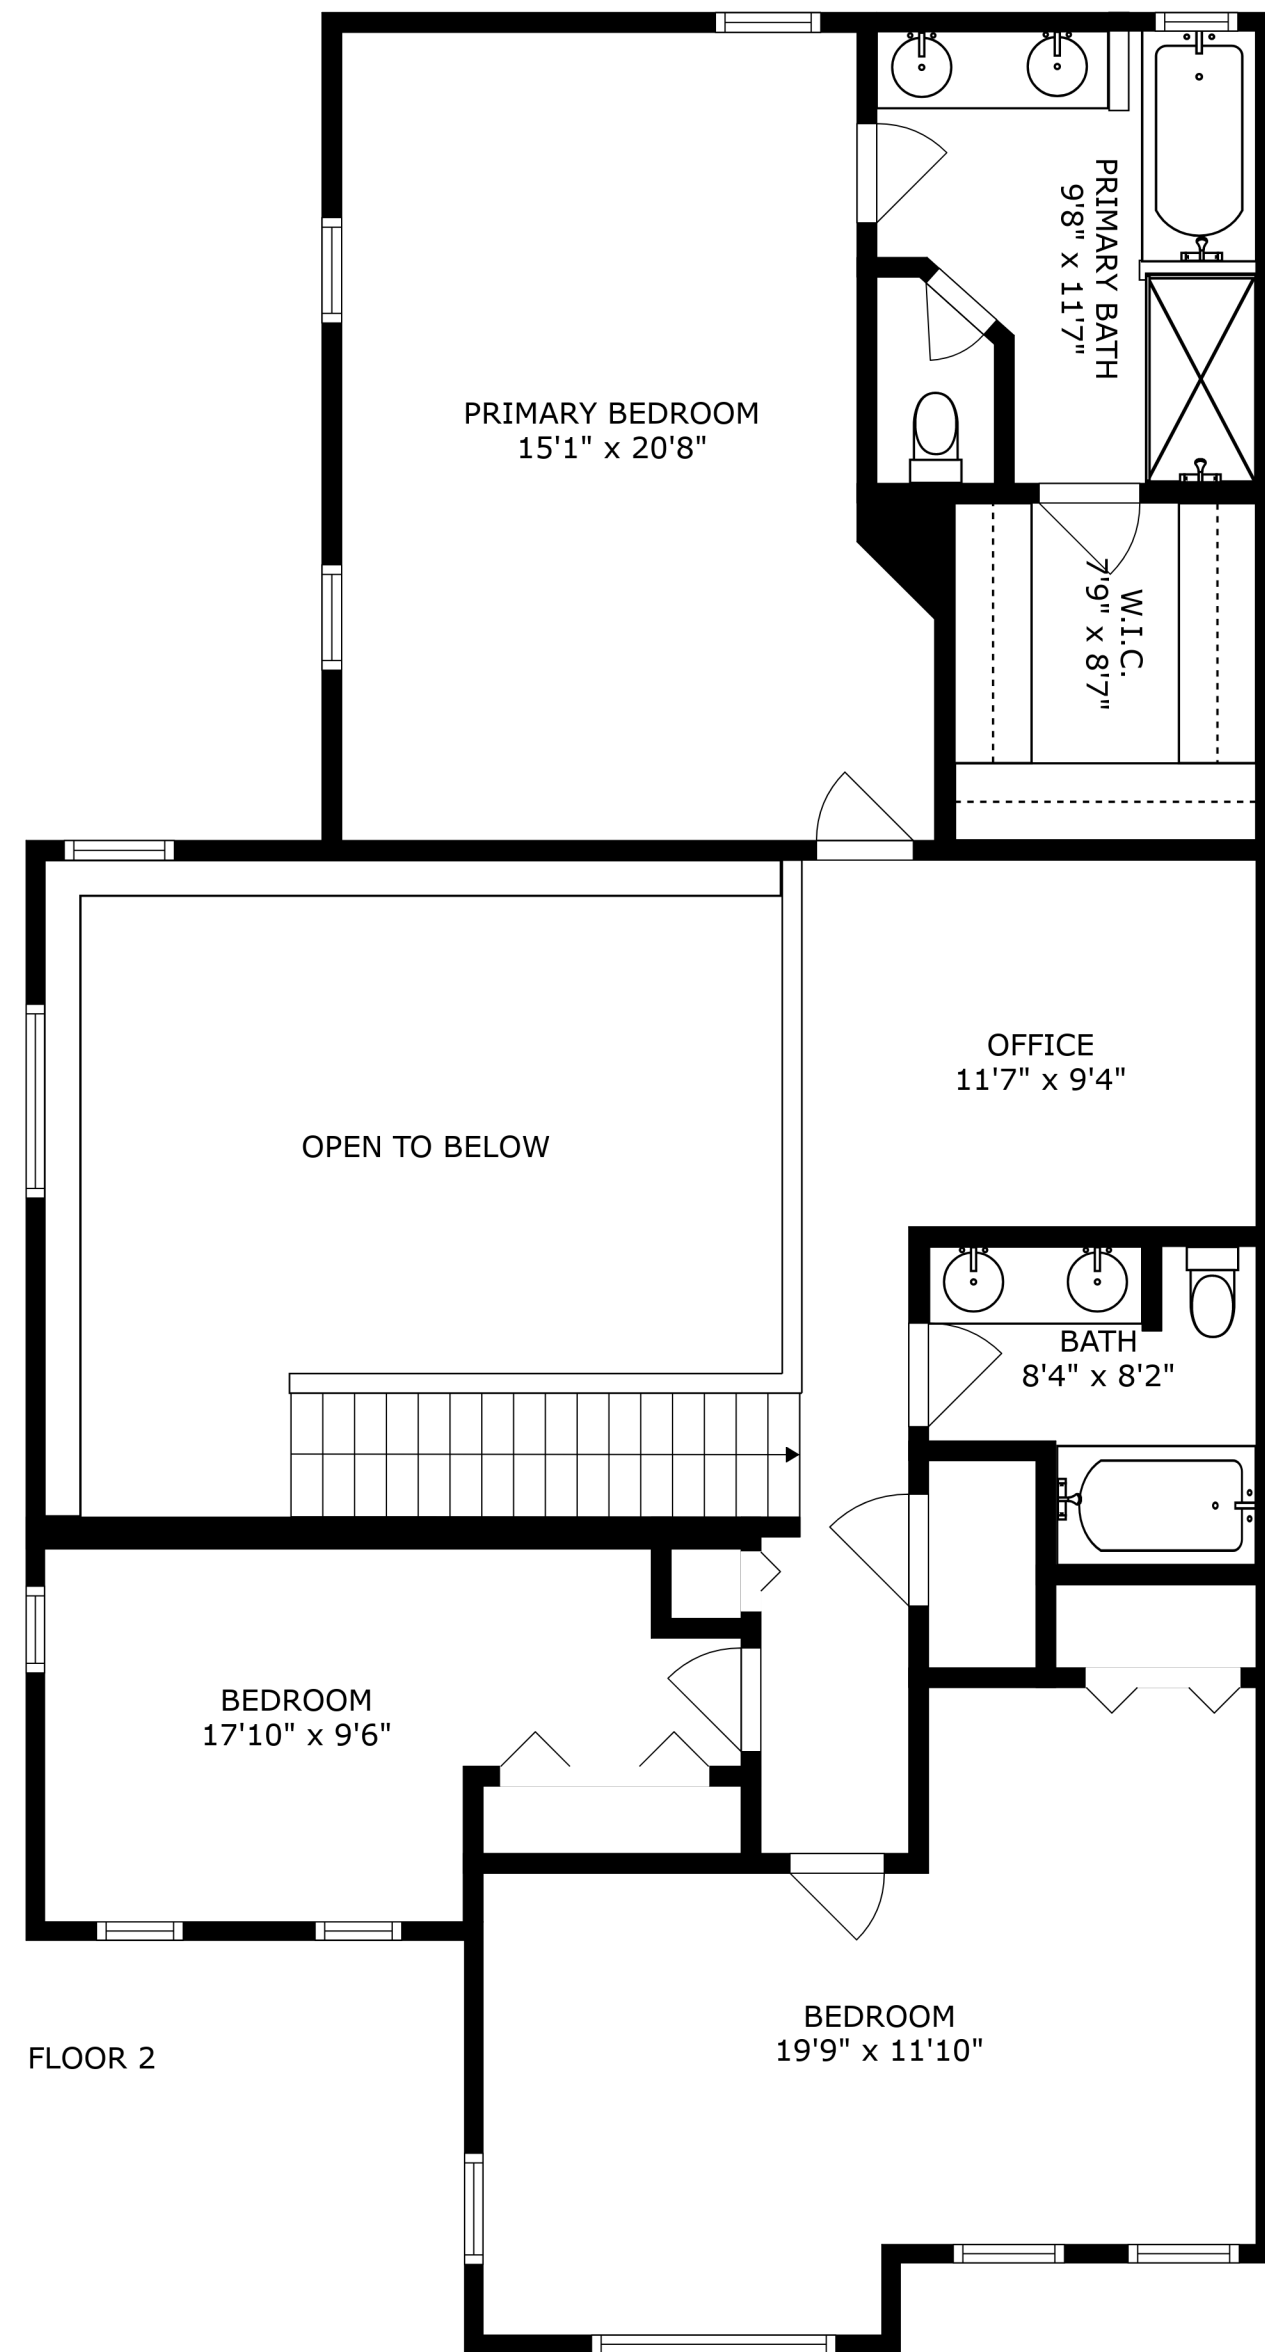 PRIMARY BATH
9'8" x 11'7"
PRIMARY BEDROOM
15'1" x 20'8"
W.I.C.
7'9" x 8'7"
OFFICE
11'7" x 9'4"
OPEN TO BELOW
BATH
8'4" x 8'2"
BEDROOM
17'10" x 9'6"
BEDROOM
19'9" x 11'10"
FLOOR 2